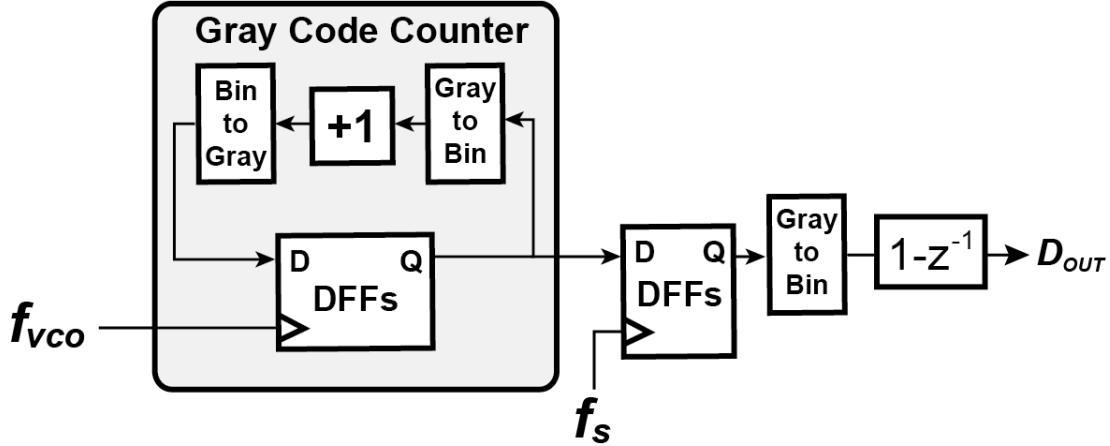 Gray Code Counter
Bin
to
Gray
+1
Gray
to
Bin
D Q
DFFs
D Q
DFFs
Gray
to
Bin
1-z⁻¹
D_OUT
f_vco
f_s